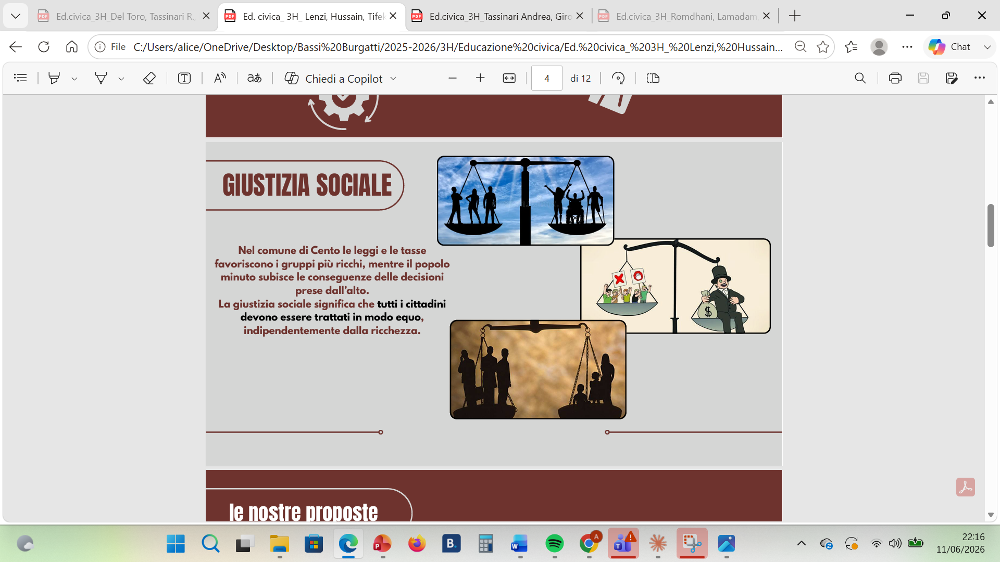 Ed.civica_3H_Del Toro, Tassinari R.,
Ed. civica_ 3H_ Lenzi, Hussain, Tifek
Ed.civica_3H_Tassinari Andrea, Giro
Ed.civica_3H_Romdhani, Lamadam,
File
C:/Users/alice/OneDrive/Desktop/Bassi%20Burgatti/2025-2026/3H/Educazione%20civica/Ed.%20civica_%203H_%20Lenzi,%20Hussain...
Chat
Chiedi a Copilot
4
di 12
GIUSTIZIA SOCIALE
Nel comune di Cento le leggi e le tasse
favoriscono i gruppi più ricchi, mentre il popolo
minuto subisce le conseguenze delle decisioni
prese dall'alto.
La giustizia sociale significa che tutti i cittadini
devono essere trattati in modo equo,
indipendentemente dalla ricchezza.
$
le nostre proposte
22:16
11/06/2026